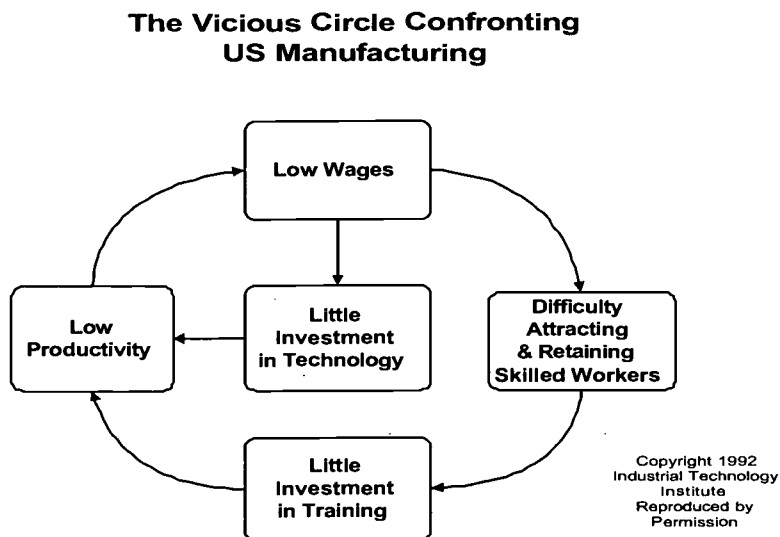 The Vicious Circle Confronting
US Manufacturing
Low Wages
Low
Productivity
Little
Investment
in Technology
Difficulty
Attracting
& Retaining
Skilled Workers
Little
Investment
in Training
Copyright 1992
Industrial Technology
Institute
Reproduced by
Permission